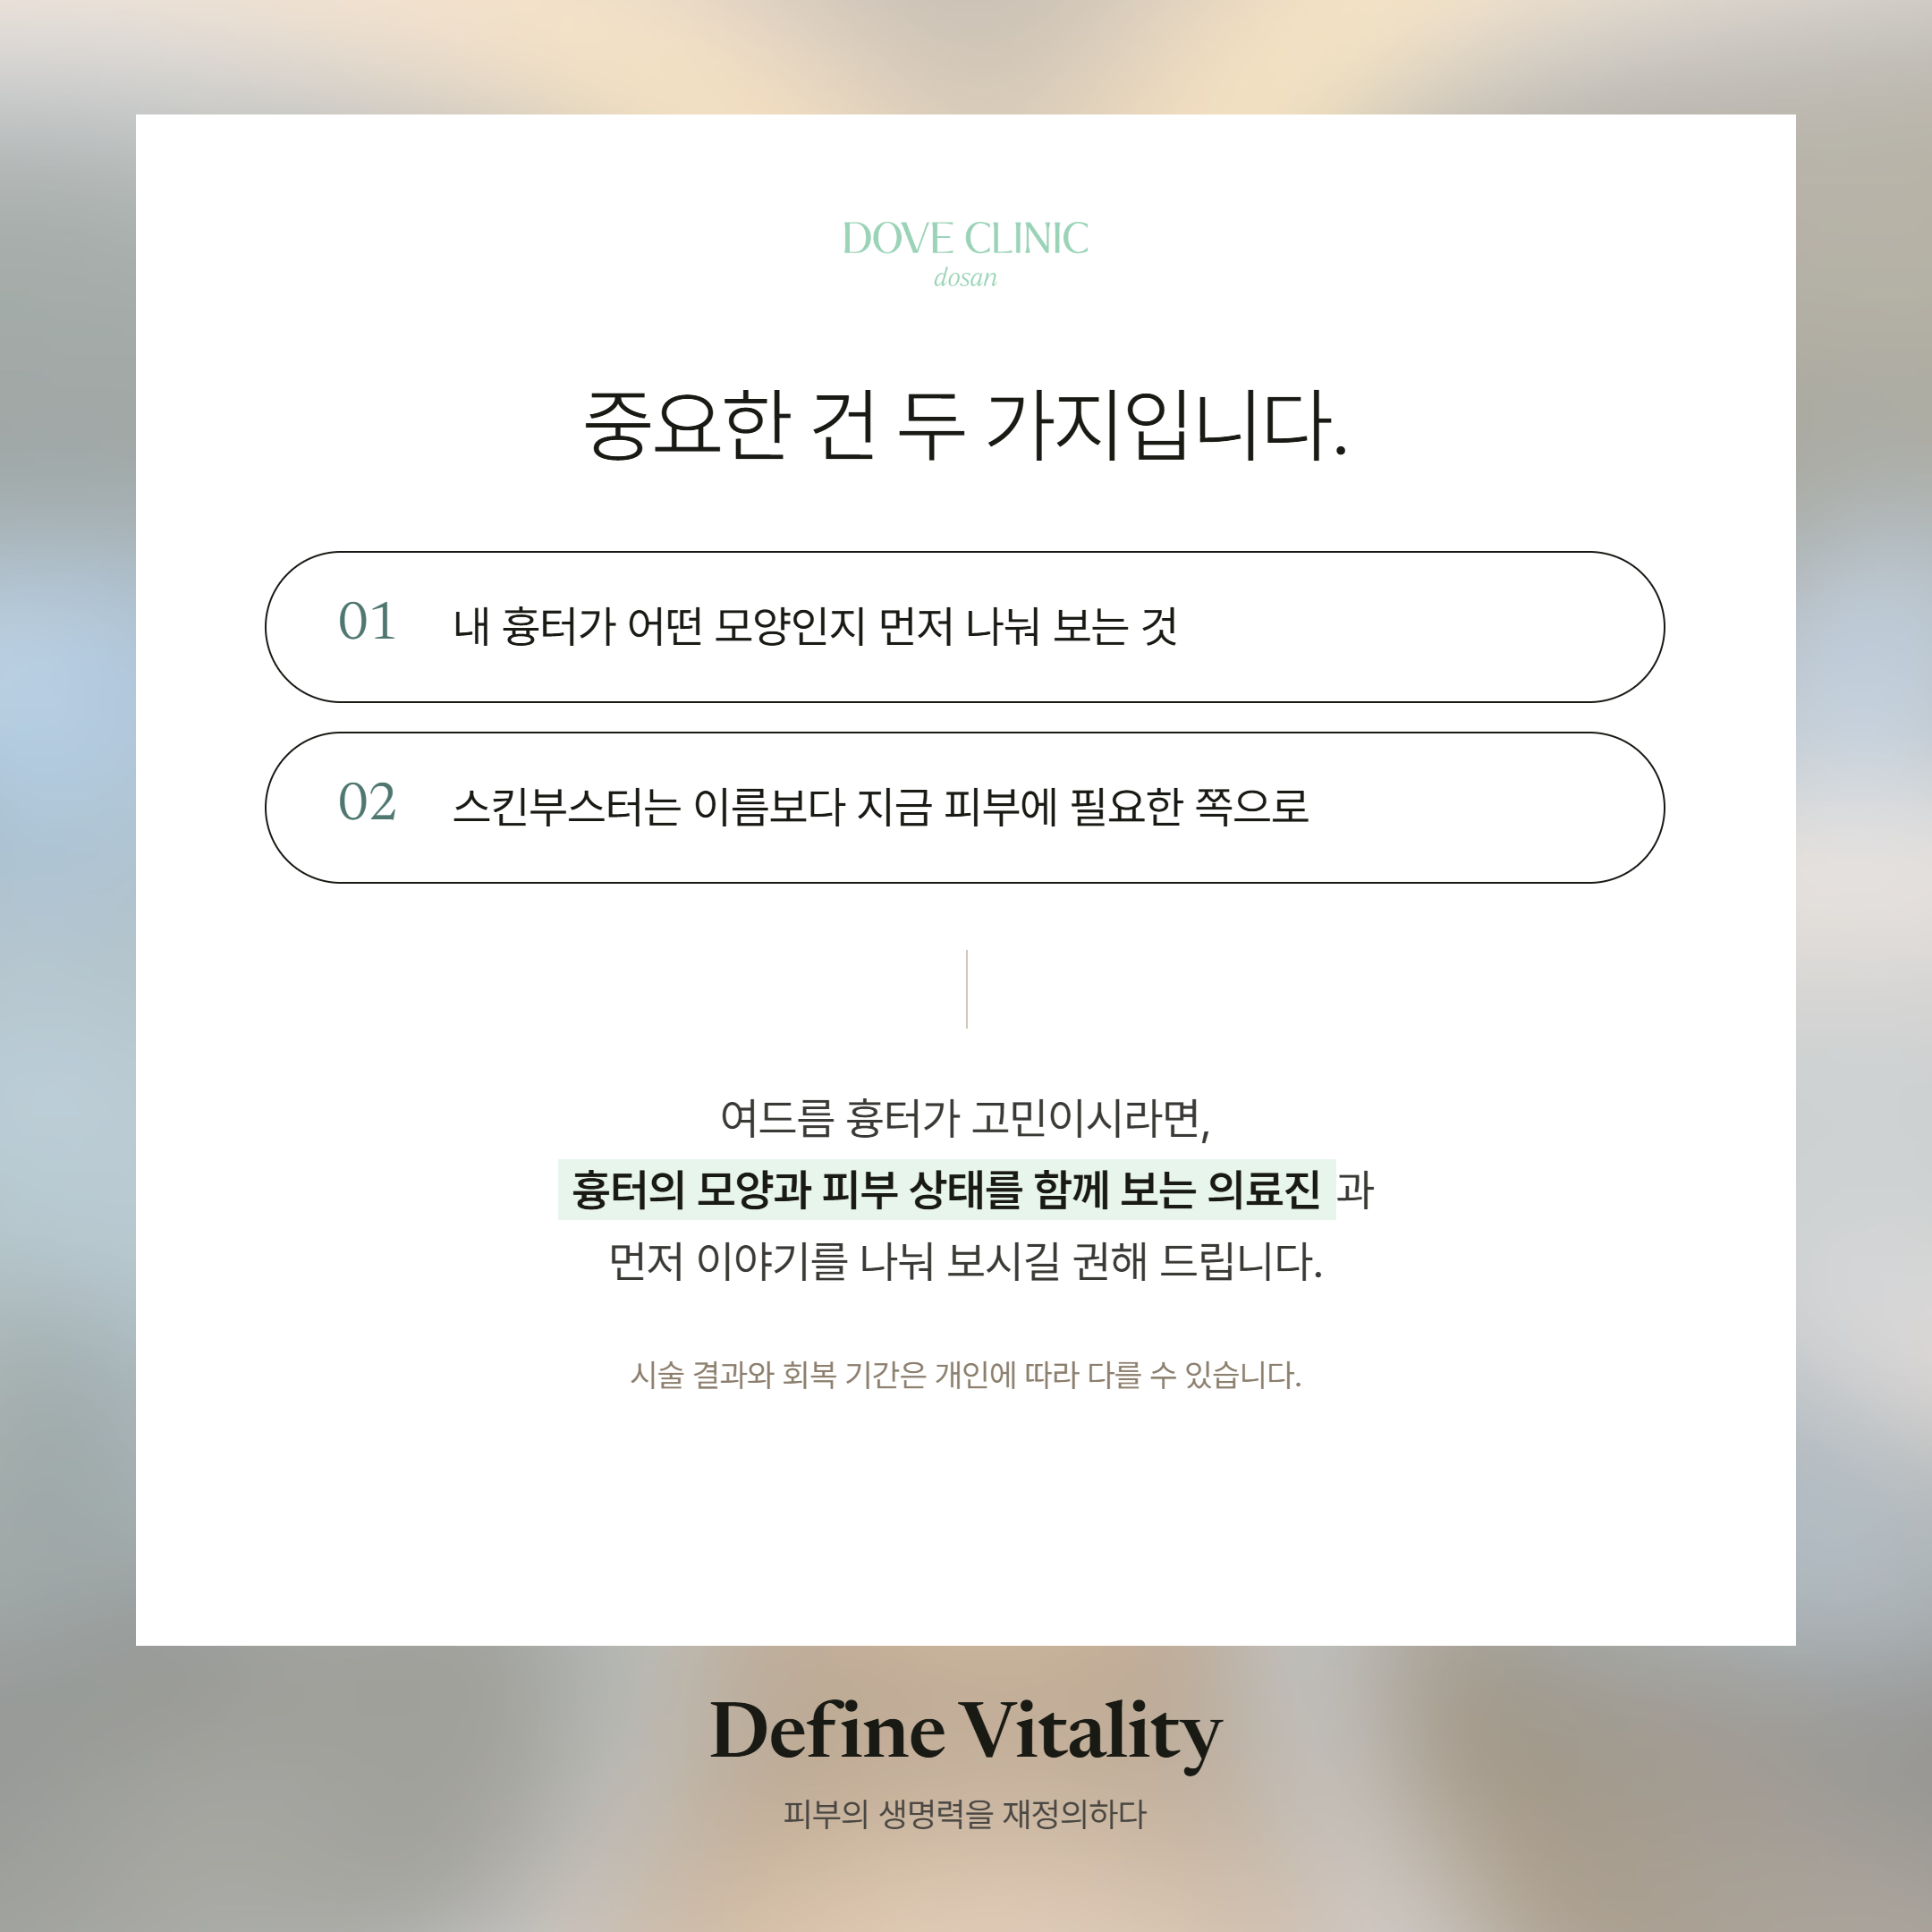 DOVE CLINIC
dosan
중요한 건 두 가지입니다.
01 내 흉터가 어떤 모양인지 먼저 나눠 보는 것
02 스킨부스터는 이름보다 지금 피부에 필요한 쪽으로
여드름 흉터가 고민이시라면,
흉터의 모양과 피부 상태를 함께 보는 의료진과
먼저 이야기를 나눠 보시길 권해 드립니다.
시술 결과와 회복 기간은 개인에 따라 다를 수 있습니다.
Define Vitality
피부의 생명력을 재정의하다